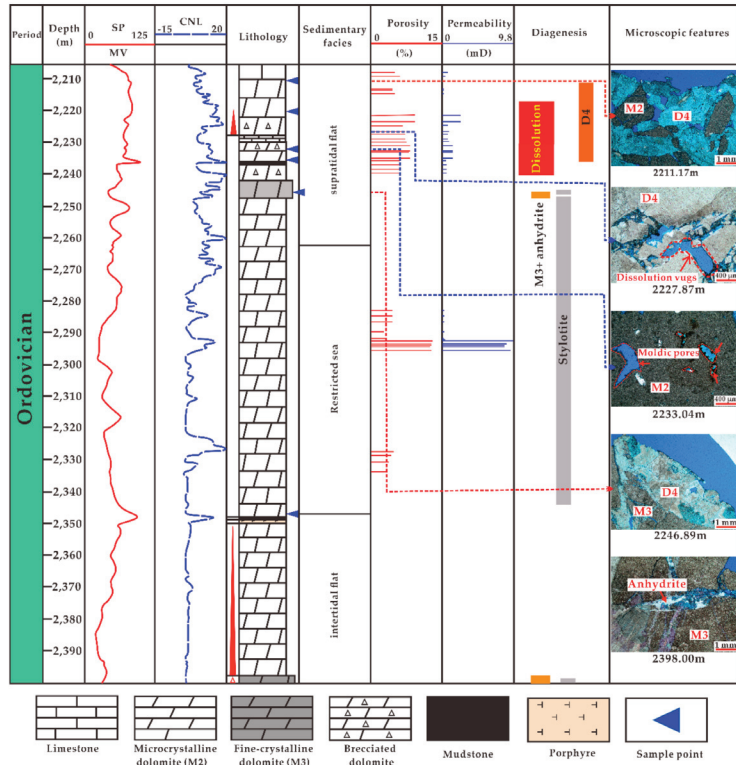 Period
Depth
(m)
SP
0 125
MV
CNL
-15 20
Lithology
Sedimentary
facies
Porosity
0 15
(%)
Permeability
0 9.8
(mD)
Diagenesis
Microscopic features
Ordovician
2,210
2,220
2,230
2,240
2,250
2,260
2,270
2,280
2,290
2,300
2,310
2,320
2,330
2,340
2,350
2,360
2,370
2,380
2,390
supratidal flat
Restricted sea
intertidal flat
Dissolution
D4
M3+ anhydrite
Stylotite
M2
D4
1 mm
2211.17m
D4
Dissolution vugs
400 μm
2227.87m
Moldic pores
M2
400 μm
2233.04m
D4
M3
1 mm
2246.89m
Anhydrite
M3
1 mm
2398.00m
Limestone
Microcrystalline
dolomite (M2)
Fine-crystalline
dolomite (M3)
Brecciated
dolomite
Mudstone
Porphyre
Sample point